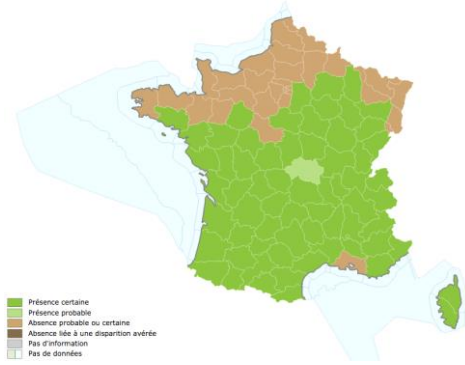 Présence certaine
Présence probable
Absence probable ou certaine
Absence liée à une disparition avérée
Pas d'information
Pas de données